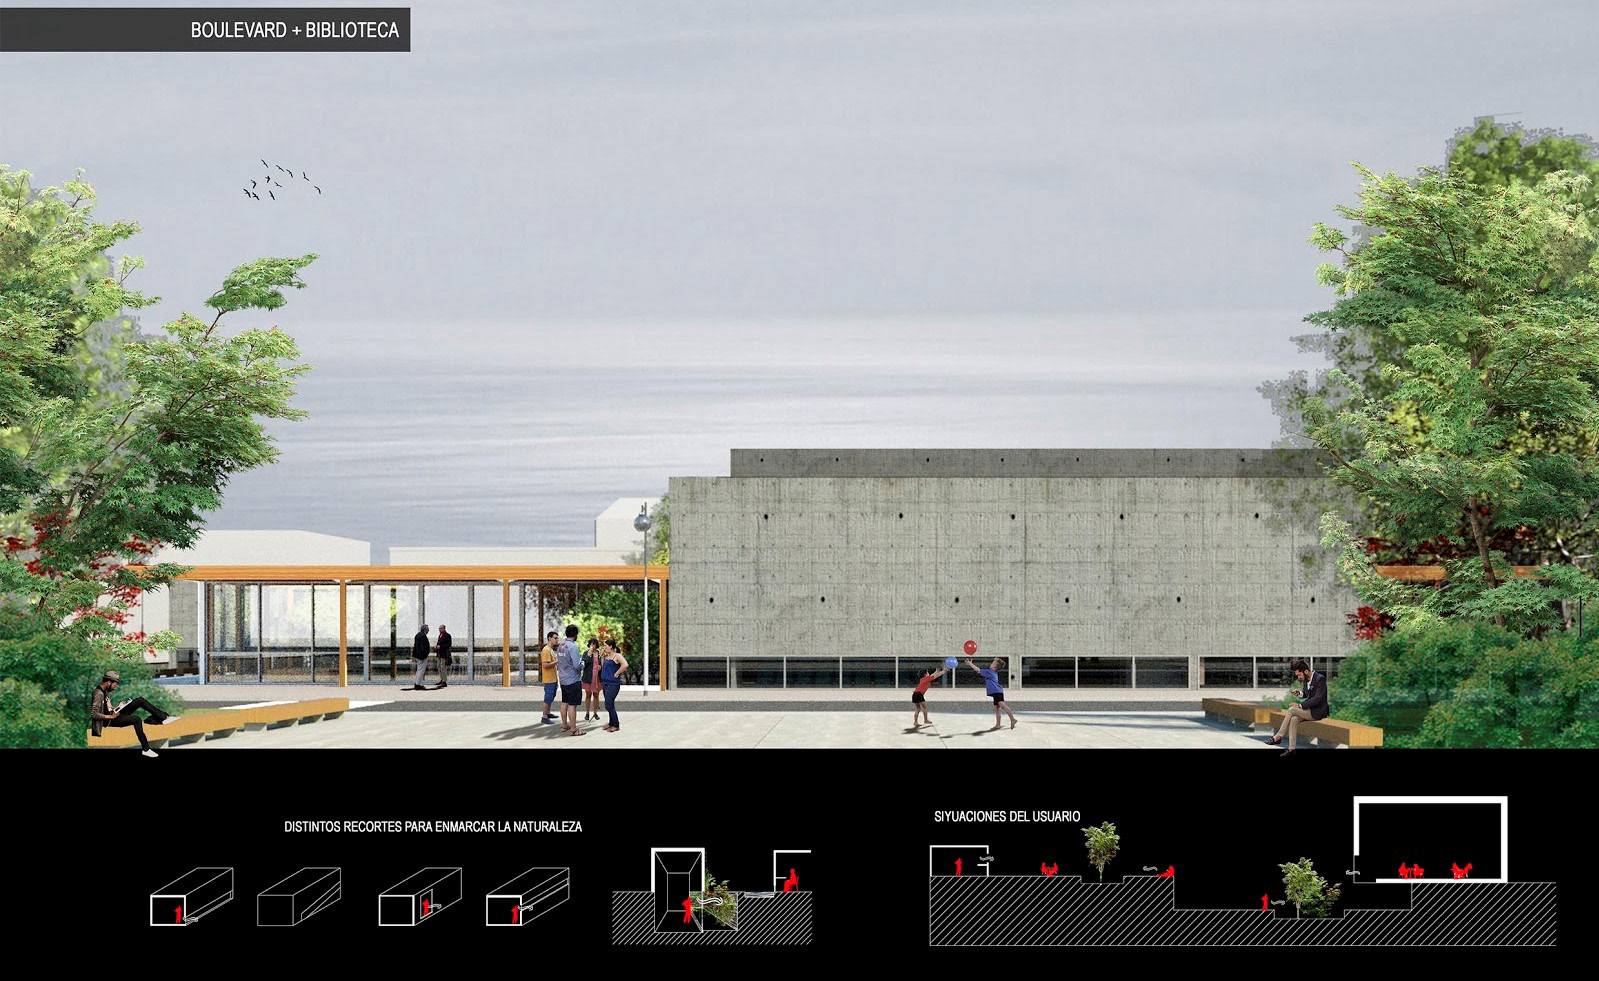 BOULEVARD + BIBLIOTECA
DISTINTOS RECORTES PARA ENMARCAR LA NATURALEZA
SIYUACIONES DEL USUARIO